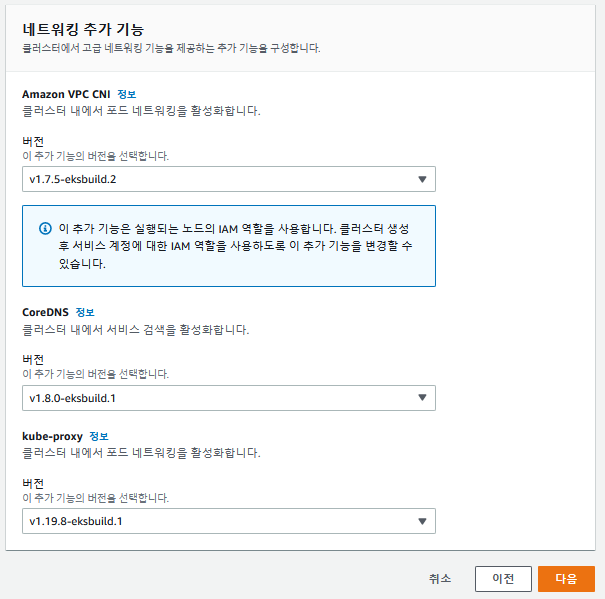 네트워킹 추가 기능
클러스터에서 고급 네트워킹 기능을 제공하는 추가 기능을 구성합니다.
Amazon VPC CNI 정보
클러스터 내에서 포드 네트워킹을 활성화합니다.
버전
이 추가 기능의 버전을 선택합니다.
v1.7.5-eksbuild.2
이 추가 기능은 실행되는 노드의 IAM 역할을 사용합니다. 클러스터 생성
후 서비스 계정에 대한 IAM 역할을 사용하도록 이 추가 기능을 변경할 수
있습니다.
CoreDNS 정보
클러스터 내에서 서비스 검색을 활성화합니다.
버전
이 추가 기능의 버전을 선택합니다.
v1.8.0-eksbuild.1
kube-proxy 정보
클러스터 내에서 포드 네트워킹을 활성화합니다.
버전
이 추가 기능의 버전을 선택합니다.
v1.19.8-eksbuild.1
취소 이전 다음